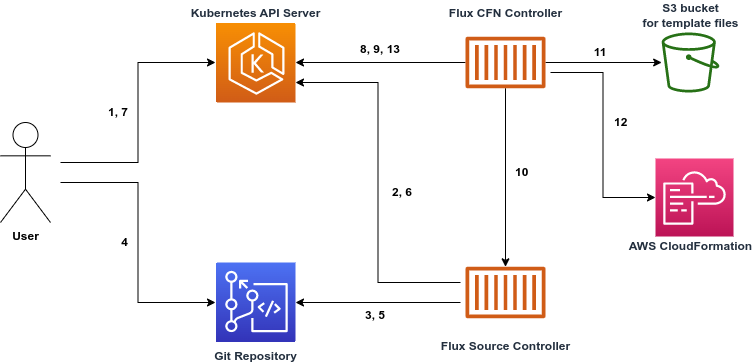 Kubernetes API Server
Flux CFN Controller
S3 bucket
for template files
8, 9, 13
11
K
1, 7
12
10
2, 6
User
4
AWS CloudFormation
</>
3, 5
Git Repository
Flux Source Controller